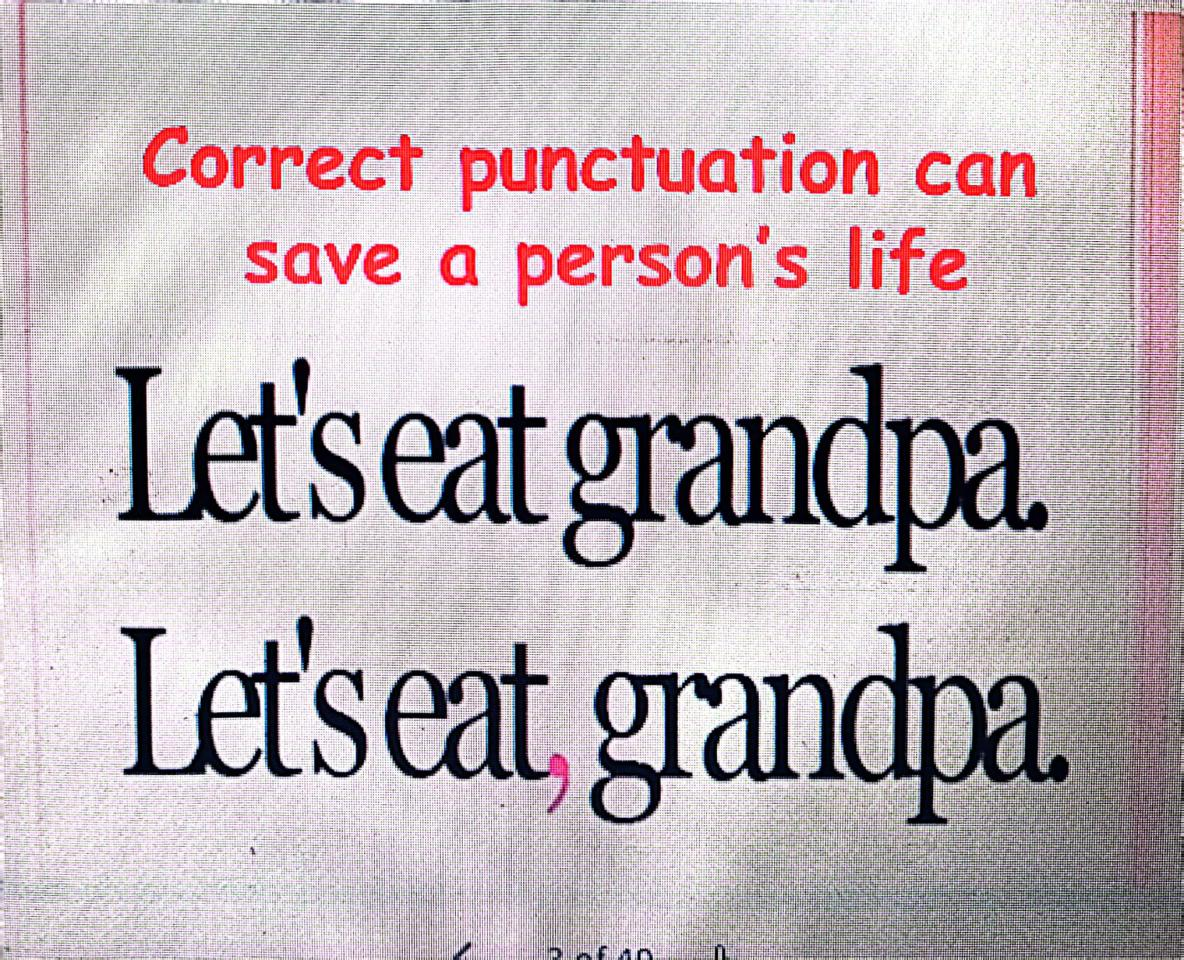 Correct punctuation can
save a person's life
Let's eat grandpa.
Let's eat, grandpa.